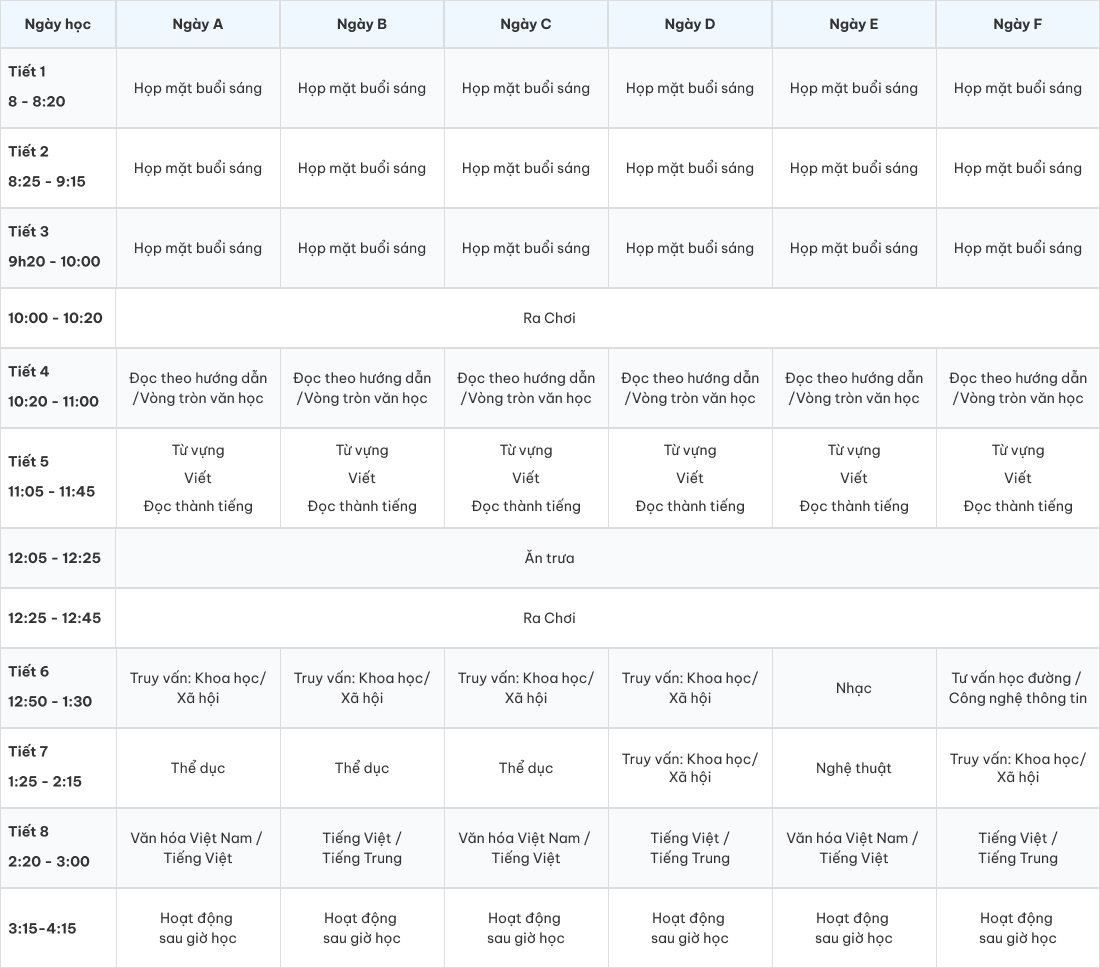 Ngày học Ngày A Ngày B Ngày C Ngày D Ngày E Ngày F
Tiết 1
8 - 8:20
Họp mặt buổi sáng Họp mặt buổi sáng Họp mặt buổi sáng Họp mặt buổi sáng Họp mặt buổi sáng Họp mặt buổi sáng
Tiết 2
8:25 - 9:15
Họp mặt buổi sáng Họp mặt buổi sáng Họp mặt buổi sáng Họp mặt buổi sáng Họp mặt buổi sáng Họp mặt buổi sáng
Tiết 3
9h20 - 10:00
Họp mặt buổi sáng Họp mặt buổi sáng Họp mặt buổi sáng Họp mặt buổi sáng Họp mặt buổi sáng Họp mặt buổi sáng
10:00 - 10:20 Ra Chơi
Tiết 4
10:20 - 11:00
Đọc theo hướng dẫn Đọc theo hướng dẫn Đọc theo hướng dẫn Đọc theo hướng dẫn Đọc theo hướng dẫn Đọc theo hướng dẫn
/Vòng tròn văn học /Vòng tròn văn học /Vòng tròn văn học /Vòng tròn văn học /Vòng tròn văn học /Vòng tròn văn học
Tiết 5
11:05 - 11:45
Từ vựng Từ vựng Từ vựng Từ vựng Từ vựng Từ vựng
Viết Viết Viết Viết Viết Viết
Đọc thành tiếng Đọc thành tiếng Đọc thành tiếng Đọc thành tiếng Đọc thành tiếng Đọc thành tiếng
12:05 - 12:25 Ăn trưa
12:25 - 12:45 Ra Chơi
Tiết 6
12:50 - 1:30
Truy vấn: Khoa học/ Truy vấn: Khoa học/ Truy vấn: Khoa học/ Truy vấn: Khoa học/ Nhạc Tư vấn học đường /
Xã hội Xã hội Xã hội Xã hội Công nghệ thông tin
Tiết 7
1:25 - 2:15
Thể dục Thể dục Thể dục Truy vấn: Khoa học/ Nghệ thuật Truy vấn: Khoa học/
Xã hội Xã hội
Tiết 8
2:20 - 3:00
Văn hóa Việt Nam / Tiếng Việt / Văn hóa Việt Nam / Tiếng Việt / Văn hóa Việt Nam / Tiếng Việt /
Tiếng Việt Tiếng Trung Tiếng Việt Tiếng Trung Tiếng Việt Tiếng Trung
3:15-4:15
Hoạt động Hoạt động Hoạt động Hoạt động Hoạt động Hoạt động
sau giờ học sau giờ học sau giờ học sau giờ học sau giờ học sau giờ học